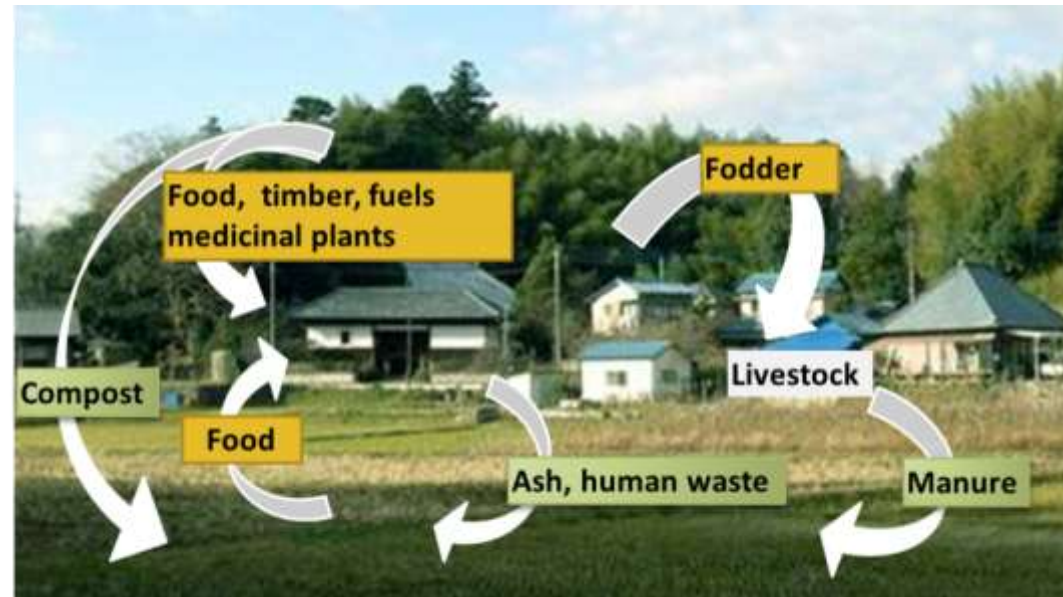 Fodder
Food, timber, fuels
medicinal plants
Livestock
Compost
Food
Ash, human waste
Manure